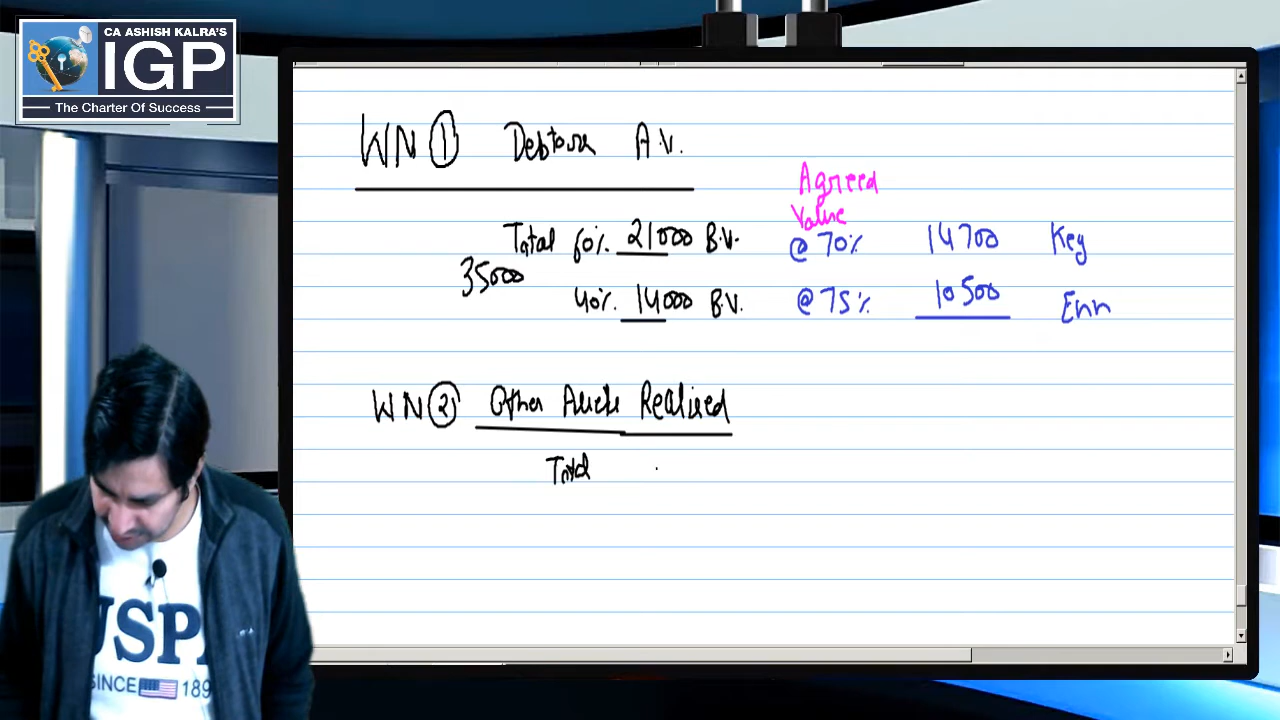 CA ASHISH KALRA'S
IGP
The Charter Of Success
WN ① Debtors A.V.
Agreed
Value
Total 60% 21000 B.V. @ 70% 14700 Key
35000
40% 14000 B.V. @ 75% 10500 Enn
WN ② Other Assets Realised
Total
USPA
SINCE 189